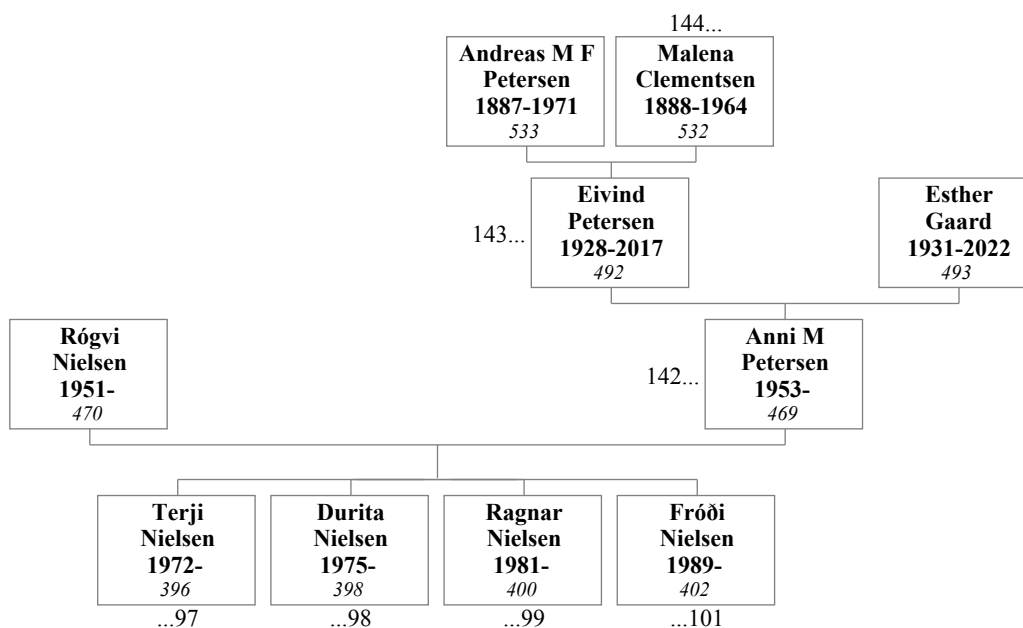 144...
Andreas M F
Petersen
1887-1971
533
Malena
Clementsen
1888-1964
532
143...
Eivind
Petersen
1928-2017
492
Esther
Gaard
1931-2022
493
Rógvi
Nielsen
1951-
470
142...
Anni M
Petersen
1953-
469
Terji
Nielsen
1972-
396
...97
Durita
Nielsen
1975-
398
...98
Ragnar
Nielsen
1981-
400
...99
Fróði
Nielsen
1989-
402
...101